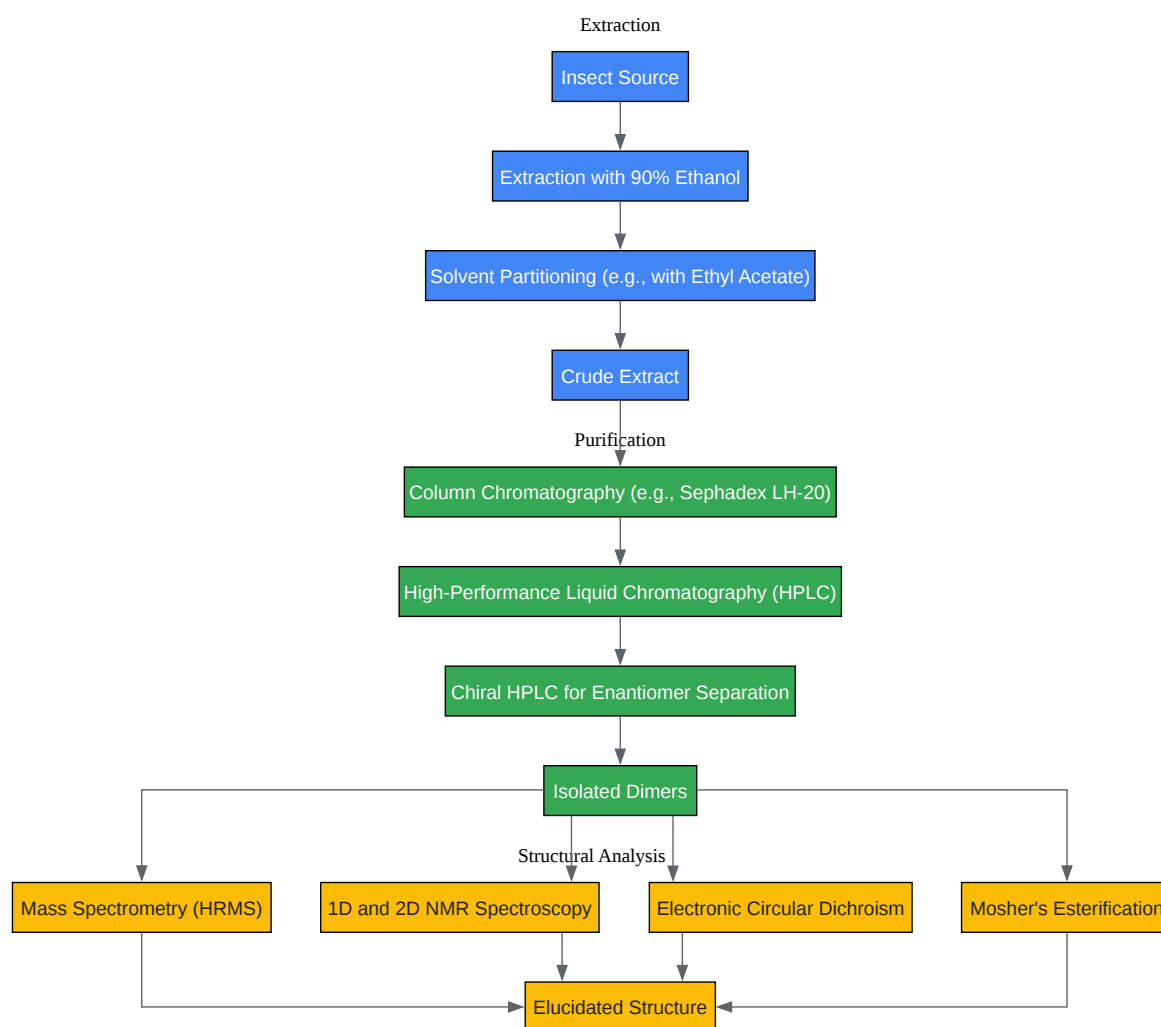 Extraction
Insect Source
Extraction with 90% Ethanol
Solvent Partitioning (e.g., with Ethyl Acetate)
Crude Extract
Purification
Column Chromatography (e.g., Sephadex LH-20)
High-Performance Liquid Chromatography (HPLC)
Chiral HPLC for Enantiomer Separation
Isolated Dimers
Structural Analysis
Mass Spectrometry (HRMS)
1D and 2D NMR Spectroscopy
Electronic Circular Dichroism
Mosher's Esterification
Elucidated Structure